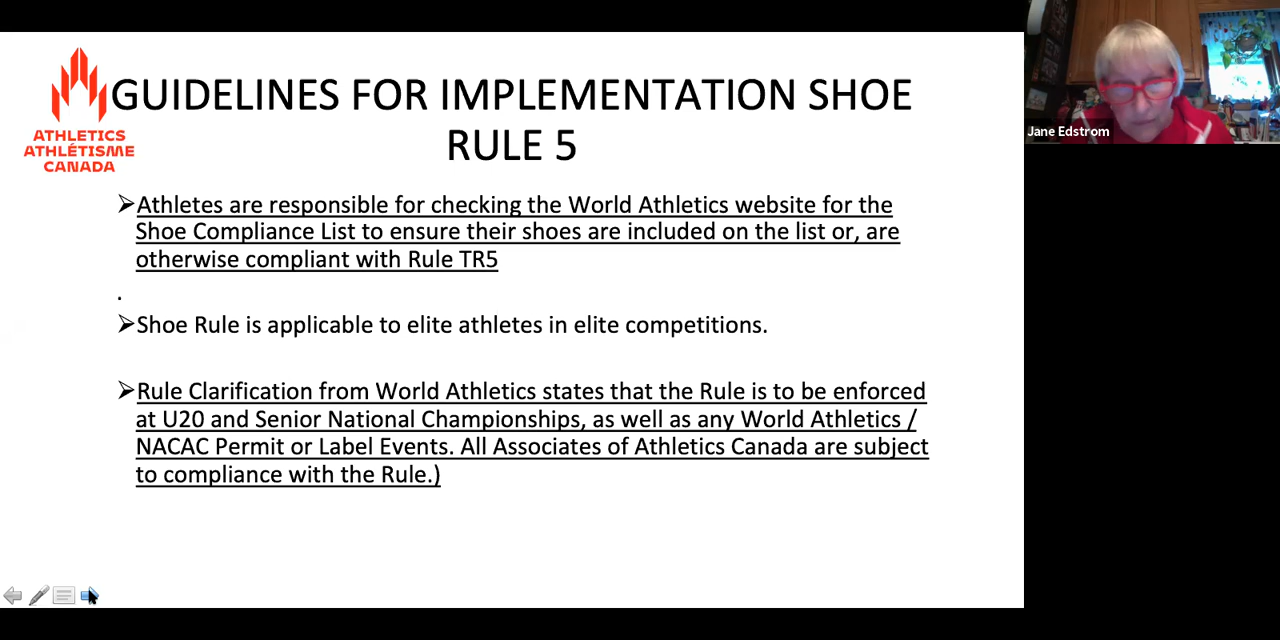 ATHLETICS
ATHLÉTISME
CANADA
GUIDELINES FOR IMPLEMENTATION SHOE
RULE 5
Athletes are responsible for checking the World Athletics website for the
Shoe Compliance List to ensure their shoes are included on the list or, are
otherwise compliant with Rule TR5
.
Shoe Rule is applicable to elite athletes in elite competitions.
Rule Clarification from World Athletics states that the Rule is to be enforced
at U20 and Senior National Championships, as well as any World Athletics /
NACAC Permit or Label Events. All Associates of Athletics Canada are subject
to compliance with the Rule.)
Jane Edstrom